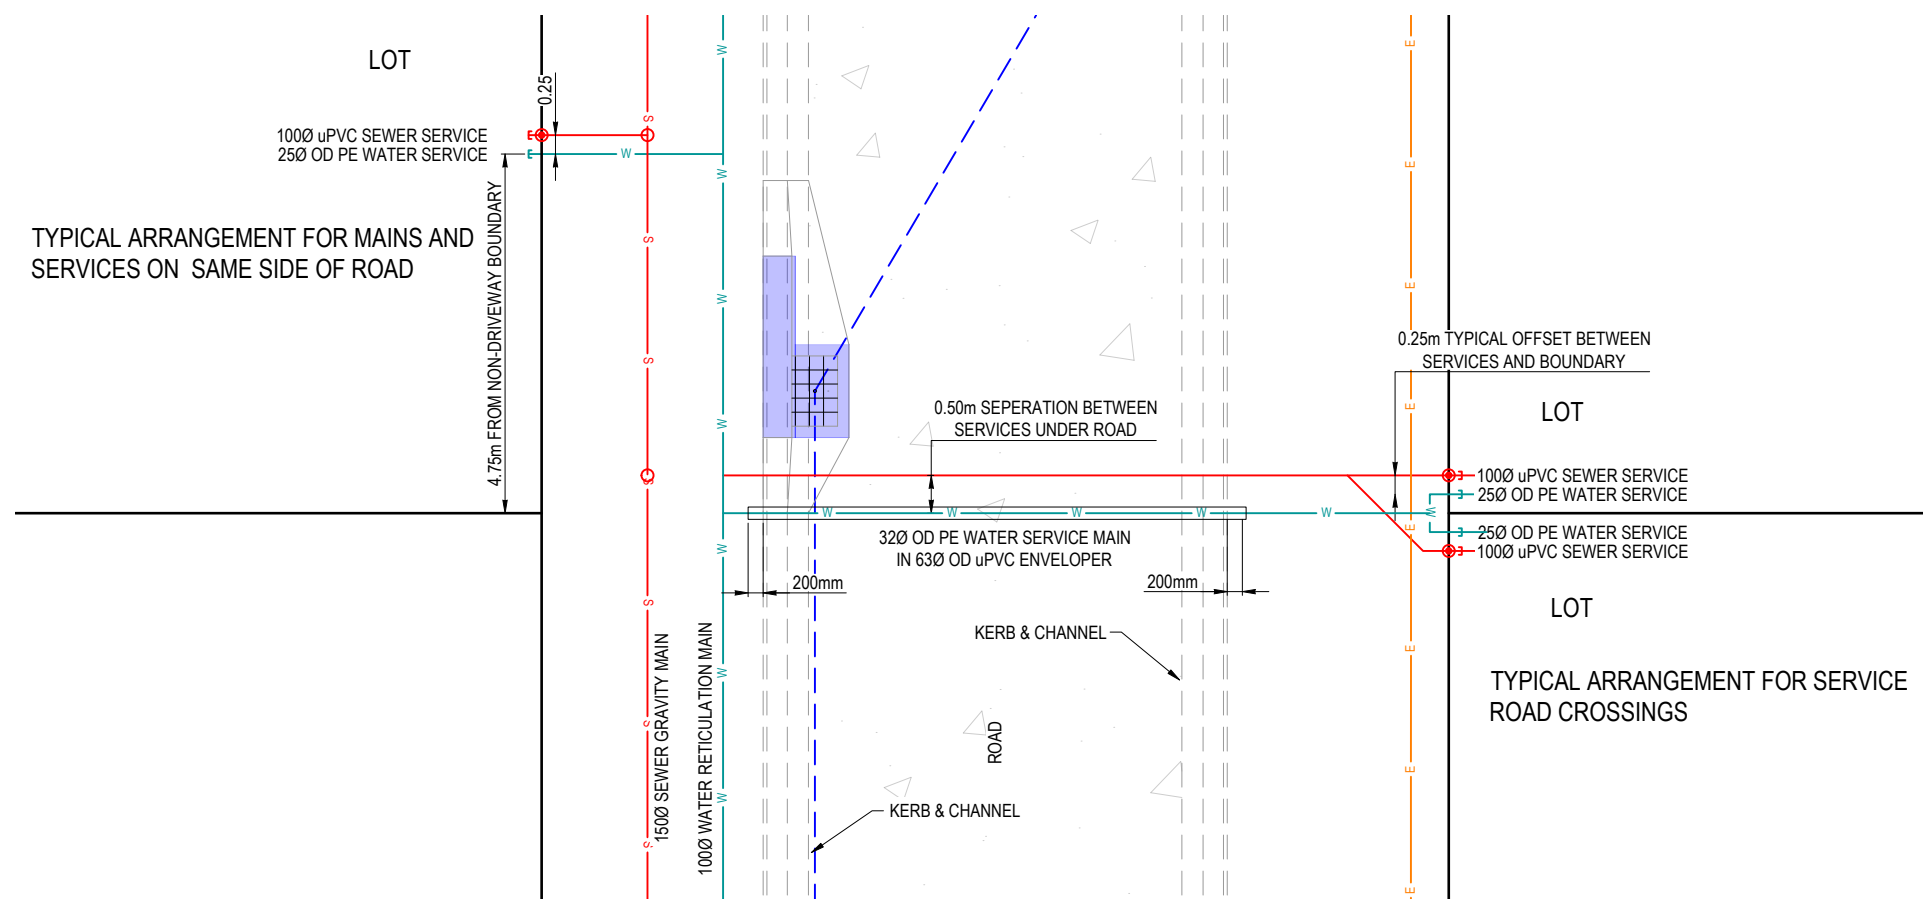 LOT
0.25
100Ø uPVC SEWER SERVICE
25Ø OD PE WATER SERVICE
4.75m FROM NON-DRIVEWAY BOUNDARY
TYPICAL ARRANGEMENT FOR MAINS AND
SERVICES ON SAME SIDE OF ROAD
S
S
S
S
S
S
S
W
W
W
W
W
W
W
W
150Ø SEWER GRAVITY MAIN
100Ø WATER RETICULATION MAIN
0.50m SEPERATION BETWEEN
SERVICES UNDER ROAD
W
W
W
W
W
W
32Ø OD PE WATER SERVICE MAIN
IN 63Ø OD uPVC ENVELOPER
200mm
200mm
KERB & CHANNEL
ROAD
KERB & CHANNEL
E
E
E
E
E
E
E
E
0.25m TYPICAL OFFSET BETWEEN
SERVICES AND BOUNDARY
LOT
100Ø uPVC SEWER SERVICE
25Ø OD PE WATER SERVICE
25Ø OD PE WATER SERVICE
100Ø uPVC SEWER SERVICE
LOT
TYPICAL ARRANGEMENT FOR SERVICE
ROAD CROSSINGS